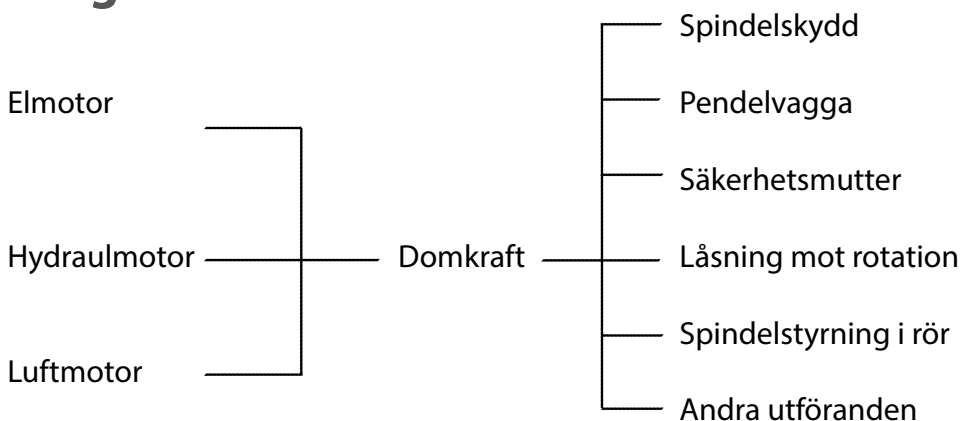 Elmotor
Hydraulmotor
Luftmotor
Domkraft
Spindelskydd
Pendelvagga
Säkerhetsmutter
Låsning mot rotation
Spindelstyrning i rör
Andra utföranden